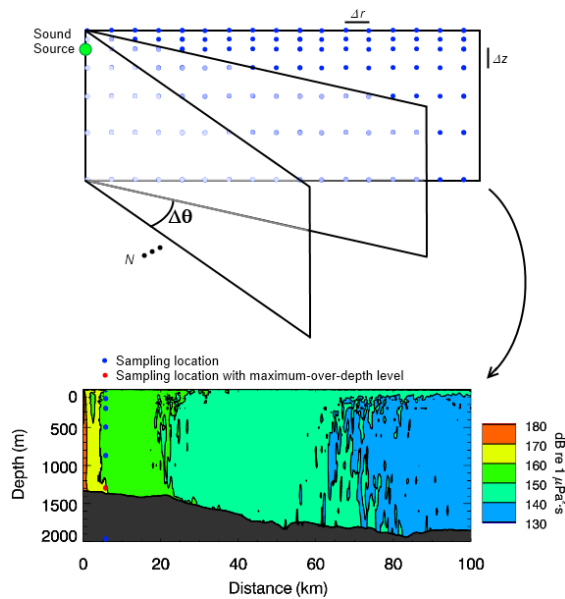 Sound
Source
Δr
Δz
Δθ
N
Sampling location
Sampling location with maximum-over-depth level
Depth (m)
0
500
1000
1500
2000
0
20
40
60
80
100
Distance (km)
180
170
160
150
140
130
dB re 1 μPa²·s